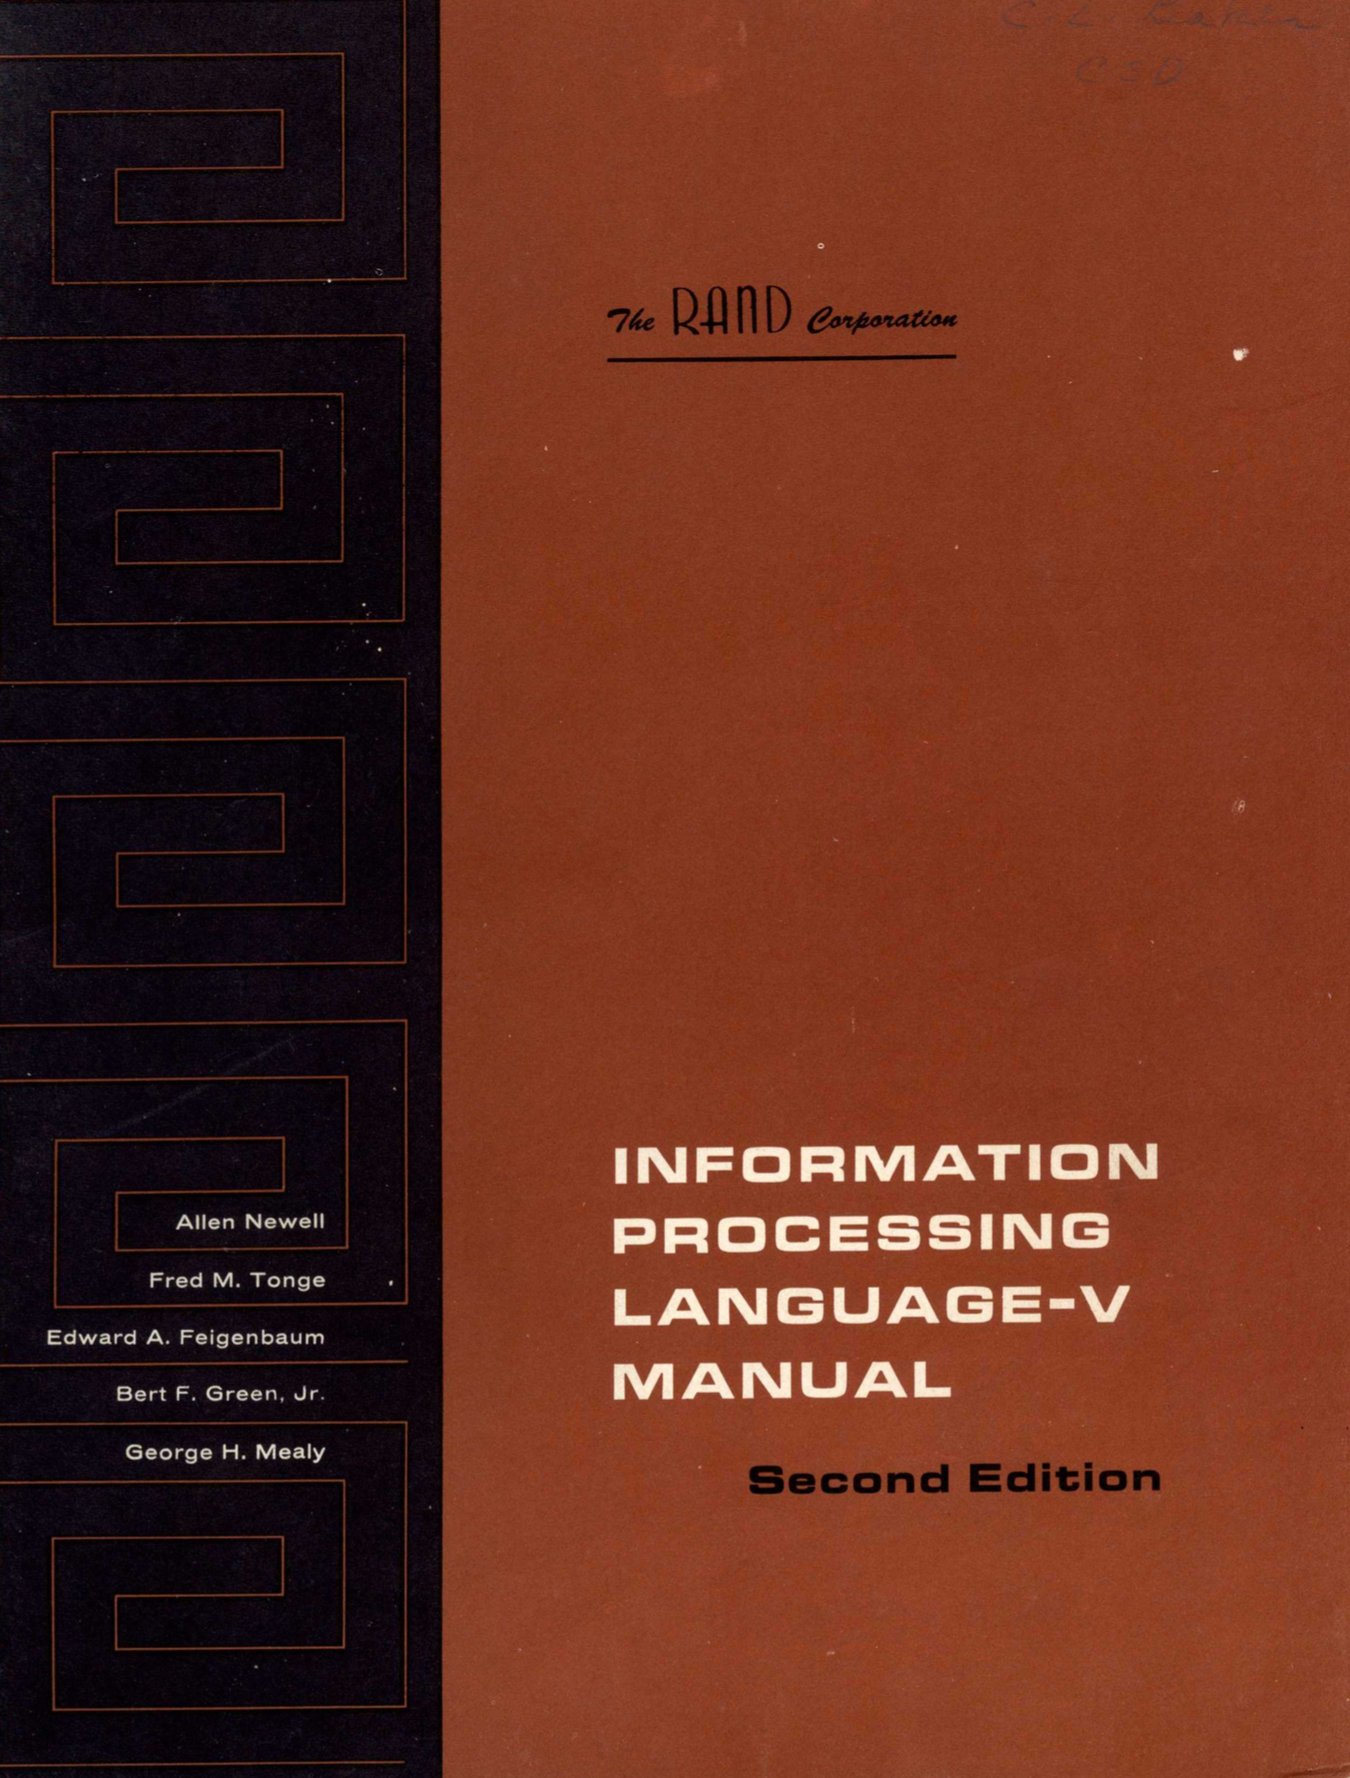 CSD
The RAND Corporation
INFORMATION
PROCESSING
LANGUAGE-V
MANUAL
Second Edition
Allen Newell
Fred M. Tonge
Edward A. Feigenbaum
Bert F. Green, Jr.
George H. Mealy